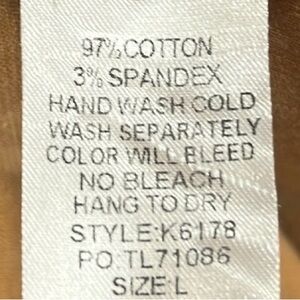 97% COTTON
3% SPANDEX
HAND WASH COLD
WASH SEPARATELY
COLOR WILL BLEED
NO BLEACH
HANG TO DRY
STYLE:K6178
PO:TL71086
SIZE:L